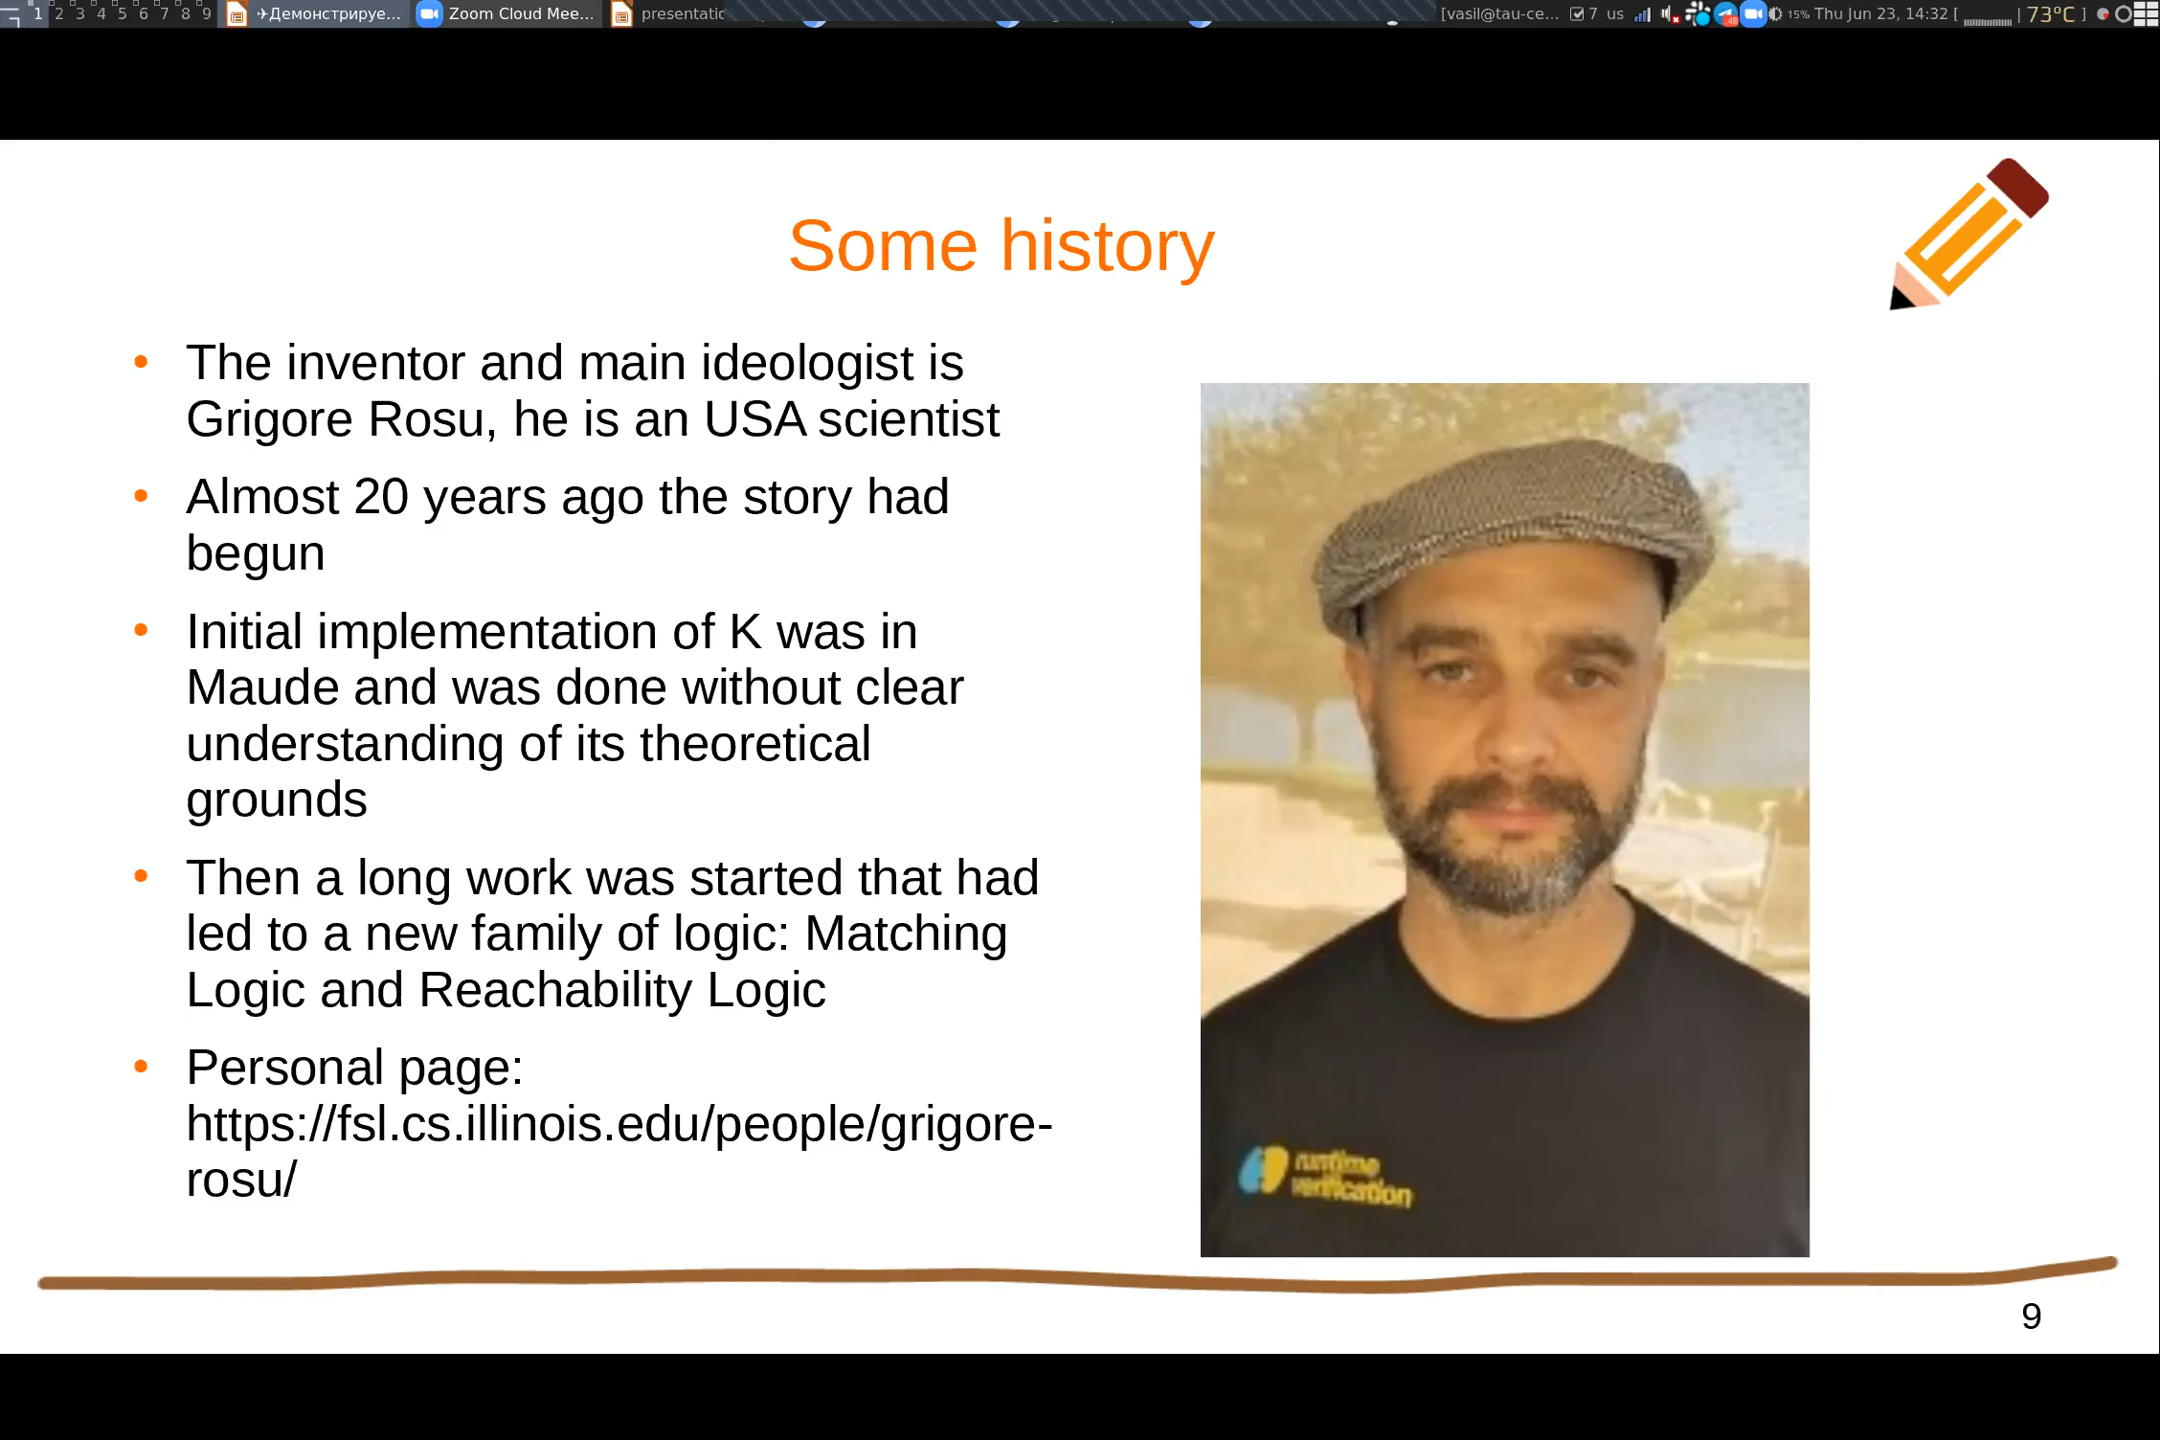 1 2 3 4 5 6 7 8 9 ✈Демонстрируе... Zoom Cloud Mee... [vasil@tau-ce... 7 us 15% Thu Jun 23, 14:32 [ | 73°C ]
Some history
• The inventor and main ideologist is
Grigore Rosu, he is an USA scientist
• Almost 20 years ago the story had
begun
• Initial implementation of K was in
Maude and was done without clear
understanding of its theoretical
grounds
• Then a long work was started that had
led to a new family of logic: Matching
Logic and Reachability Logic
• Personal page:
https://fsl.cs.illinois.edu/people/grigore-
rosu/
runtime
verification
9